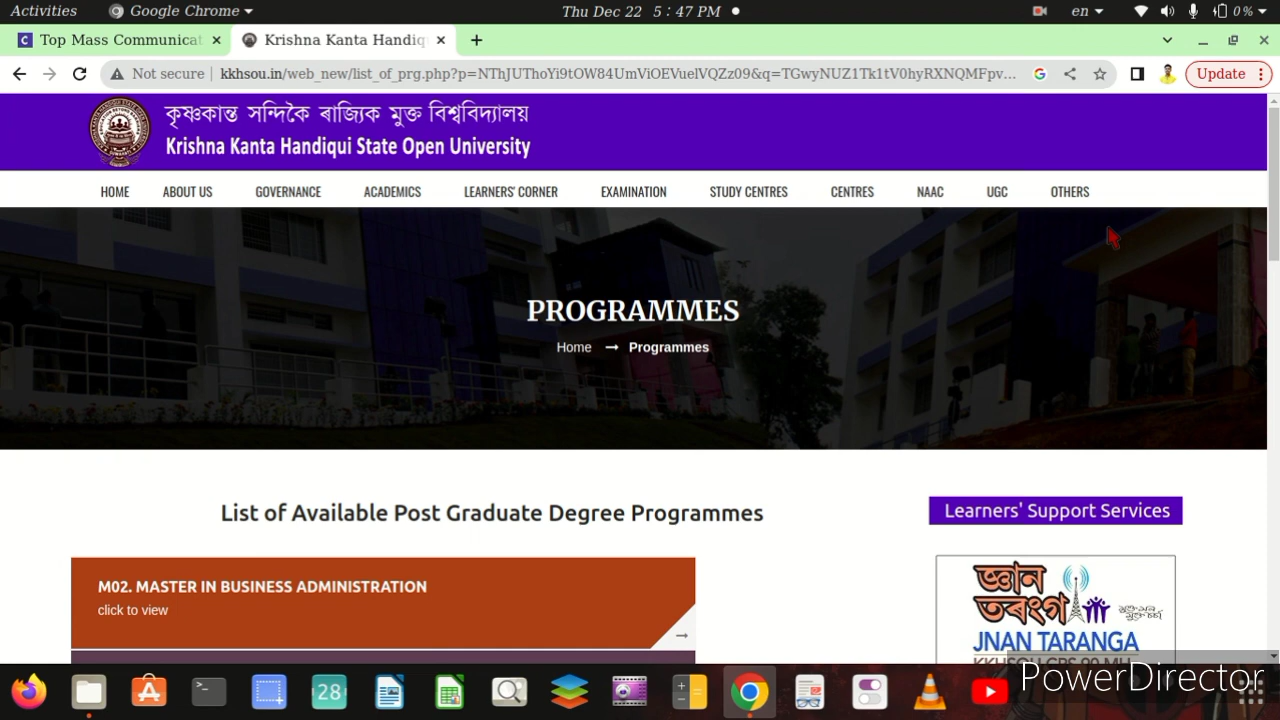 Activities
Google Chrome
Thu Dec 22 5 : 47 PM
en
0 %
Top Mass Communicat
Krishna Kanta Handiq
Not secure
kkhsou.in/web_new/list_of_prg.php?p=NThJUThoYi9tOW84UmViOEVuelVQZz09&q=TGwyNUZ1Tk1tV0hyRXNQMFpv...
Update
কৃষ্ণকান্ত সন্দিকৈ ৰাজ্যিক মুক্ত বিশ্ববিদ্যালয়
Krishna Kanta Handiqui State Open University
HOME
ABOUT US
GOVERNANCE
ACADEMICS
LEARNERS' CORNER
EXAMINATION
STUDY CENTRES
CENTRES
NAAC
UGC
OTHERS
PROGRAMMES
Home → Programmes
List of Available Post Graduate Degree Programmes
Learners' Support Services
M02. MASTER IN BUSINESS ADMINISTRATION
click to view
জ্ঞান
তৰংগ
JNAN TARANGA
28
PowerDirector